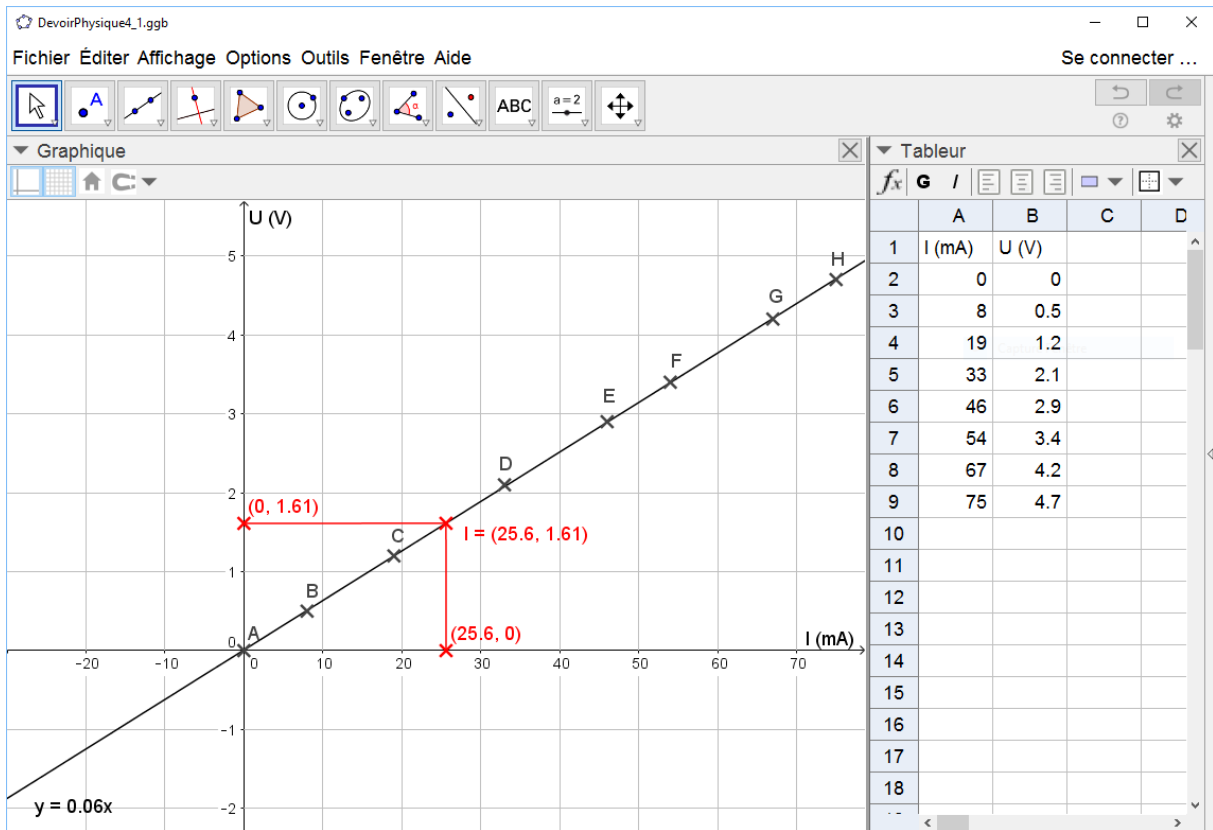 DevoirPhysique4_1.ggb
Fichier Éditer Affichage Options Outils Fenêtre Aide
Se connecter ...
A
α
ABC
a=2
Graphique
Tableur
fx G I
U (V)
5
4
3
2
1
0
-1
-2
-20 -10 0 10 20 30 40 50 60 70
I (mA)
A
B
C
D
E
F
G
H
(0, 1.61)
I = (25.6, 1.61)
(25.6, 0)
y = 0.06x
A B C D
1 I (mA) U (V)
2 0 0
3 8 0.5
4 19 1.2
5 33 2.1
6 46 2.9
7 54 3.4
8 67 4.2
9 75 4.7
10
11
12
13
14
15
16
17
18